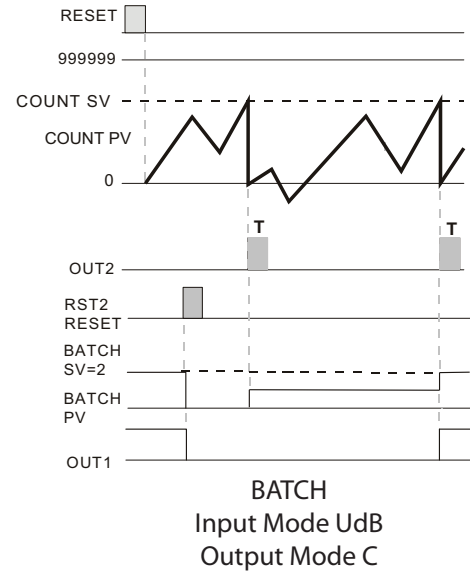 RESET
999999
COUNT SV
COUNT PV
0
T
T
OUT2
RST2
RESET
BATCH
SV=2
BATCH
PV
OUT1
BATCH
Input Mode UdB
Output Mode C